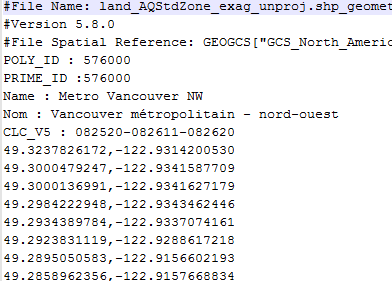 #File Name: land_AQStdZone_exag_unproj.shp_geomet
#Version 5.8.0
#File Spatial Reference: GEOGCS["GCS_North_Americ
POLY_ID : 576000
PRIME_ID :576000
Name : Metro Vancouver NW
Nom : Vancouver métropolitain - nord-ouest
CLC_V5 : 082520-082611-082620
49.3237826172,-122.9314200530
49.3000479247,-122.9341587709
49.3000136991,-122.9341627179
49.2984222948,-122.9343462446
49.2934389784,-122.9337074161
49.2923831119,-122.9288617218
49.2895050583,-122.9156602193
49.2858962356,-122.9157668834